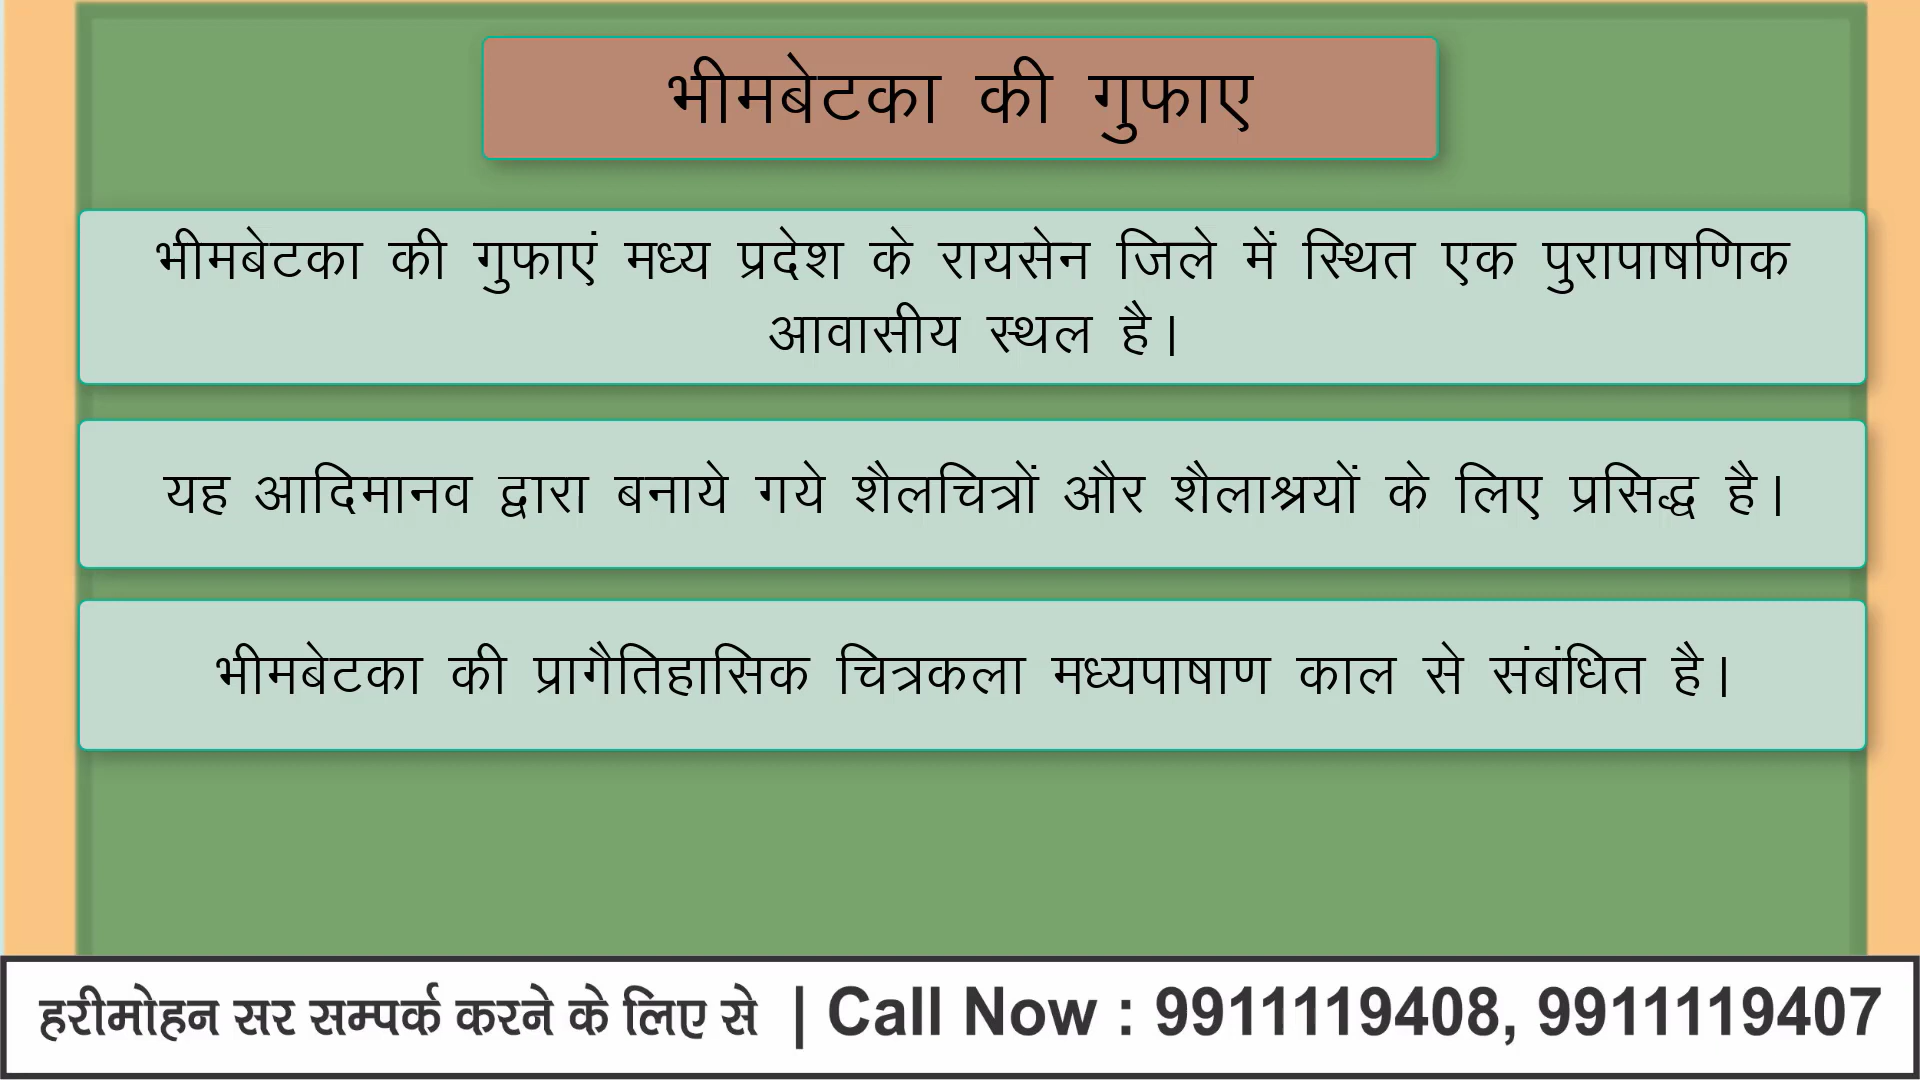 भीमबेटका की गुफाए
भीमबेटका की गुफाएं मध्य प्रदेश के रायसेन जिले में स्थित एक पुरापाषणिक
आवासीय स्थल है।
यह आदिमानव द्वारा बनाये गये शैलचित्रों और शैलाश्रयों के लिए प्रसिद्ध है।
भीमबेटका की प्रागैतिहासिक चित्रकला मध्यपाषाण काल से संबंधित है।
हरीमोहन सर सम्पर्क करने के लिए से | Call Now : 9911119408, 9911119407